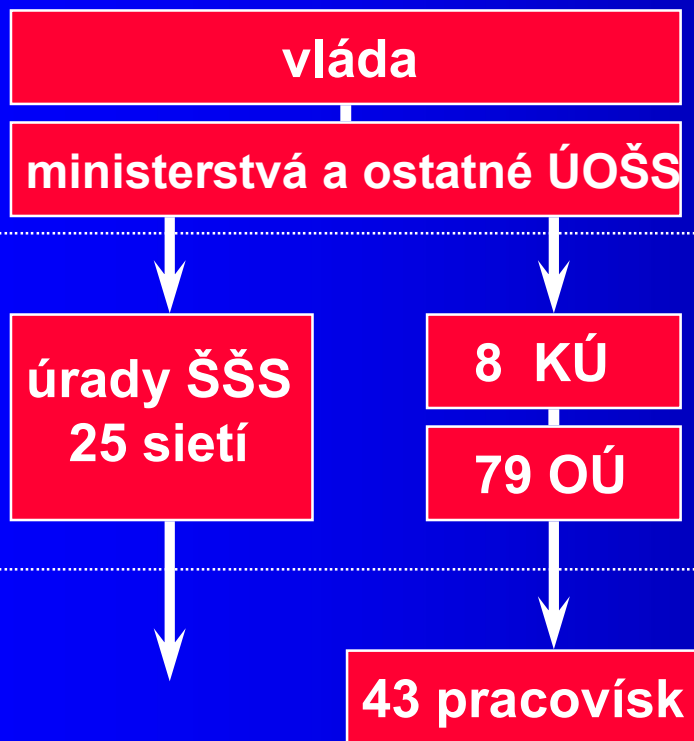 vláda
ministerstvá a ostatné ÚOŠS
úrady ŠŠS
25 sietí
8 KÚ
79 OÚ
43 pracovísk